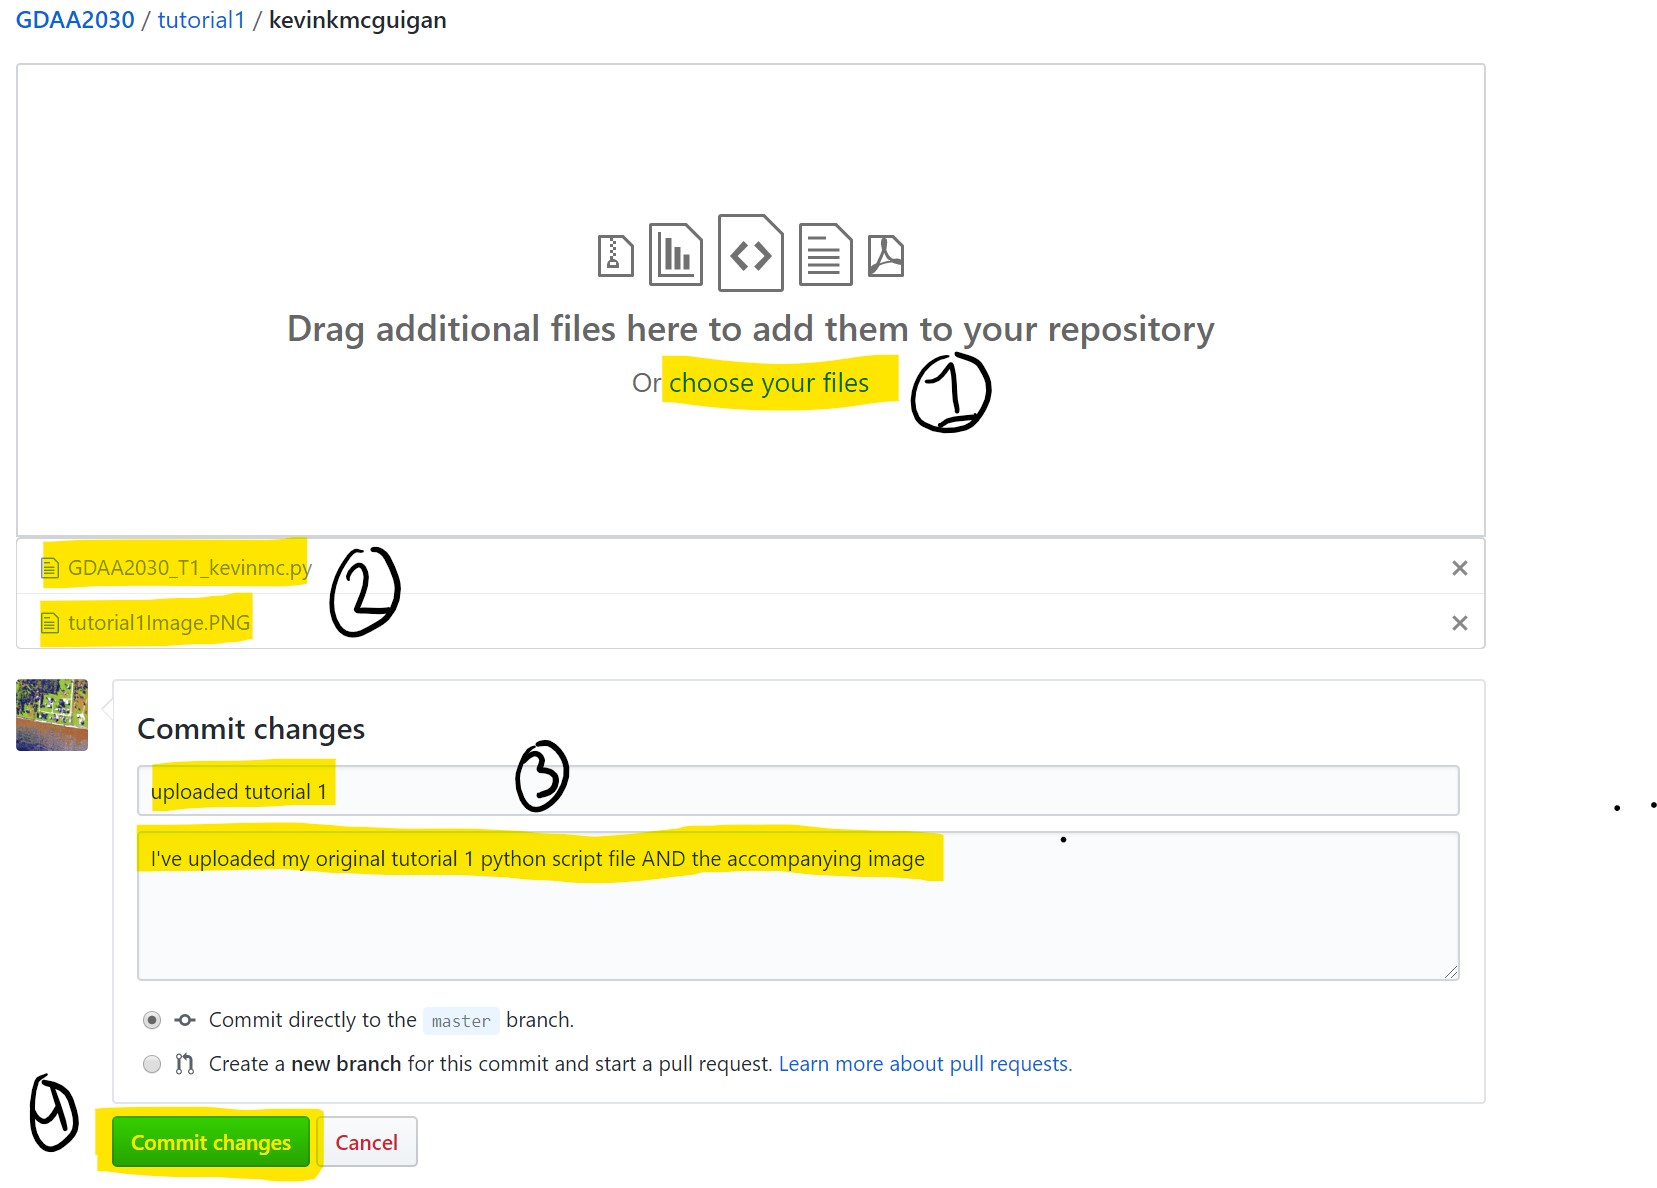 GDAA2030 / tutorial1 / kevinkmcguigan
Drag additional files here to add them to your repository
Or choose your files
1
GDAA2030_T1_kevinmc.py
2
tutorial1Image.PNG
Commit changes
3
uploaded tutorial 1
I've uploaded my original tutorial 1 python script file AND the accompanying image
Commit directly to the master branch.
Create a new branch for this commit and start a pull request. Learn more about pull requests.
4
Commit changes Cancel